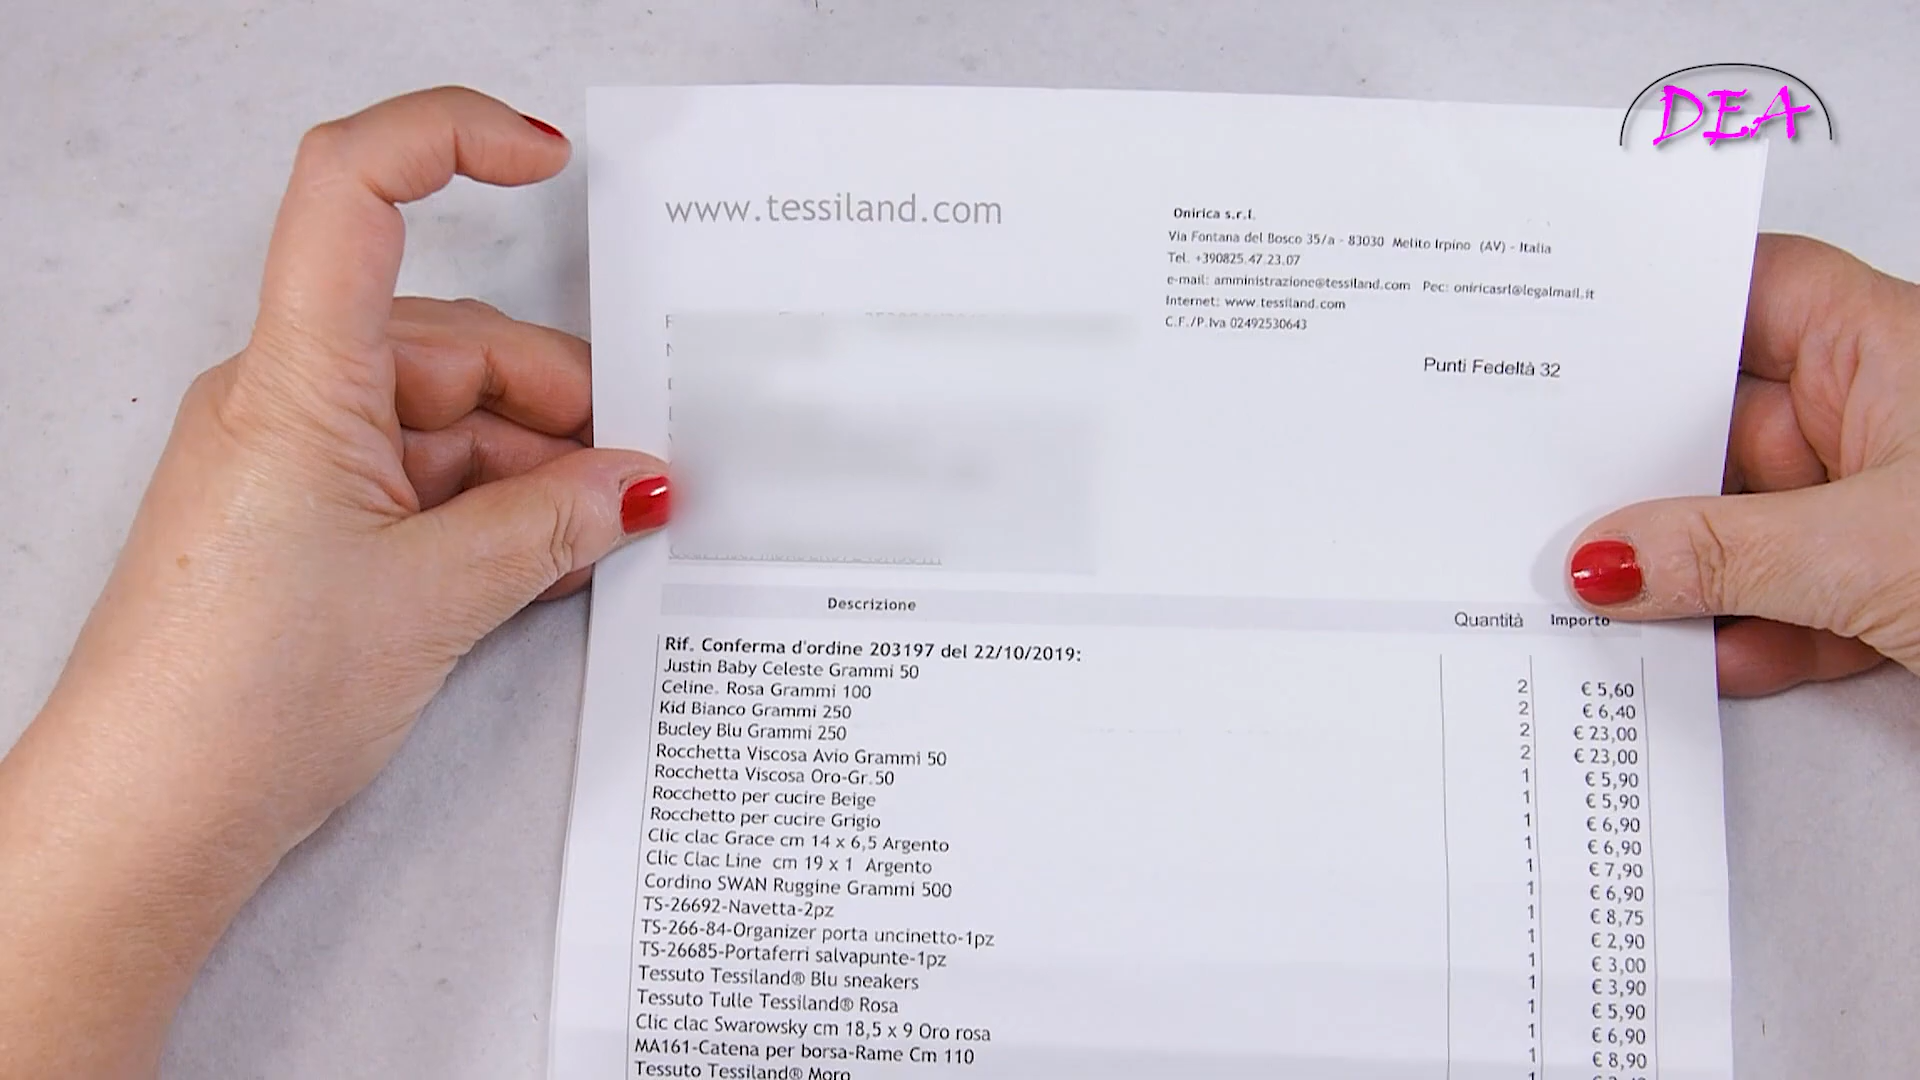 DEA
www.tessiland.com
Onirica s.r.l.
Via Fontana del Bosco 35/a - 83030 Melito Irpino (AV) - Italia
Tel. +390825.47.23.07
e-mail: amministrazione@tessiland.com Pec: oniricasrl@legalmail.it
Internet: www.tessiland.com
C.F./P.Iva 02492530643
Punti Fedeltà 32
Descrizione Quantità Importo
Rif. Conferma d'ordine 203197 del 22/10/2019:
Justin Baby Celeste Grammi 50 2 € 5,60
Celine. Rosa Grammi 100 2 € 6,40
Kid Bianco Grammi 250 2 € 23,00
Bucley Blu Grammi 250 2 € 23,00
Rocchetta Viscosa Avio Grammi 50 1 € 5,90
Rocchetta Viscosa Oro-Gr.50 1 € 5,90
Rocchetto per cucire Beige 1 € 6,90
Rocchetto per cucire Grigio 1 € 6,90
Clic clac Grace cm 14 x 6,5 Argento 1 € 7,90
Clic Clac Line cm 19 x 1 Argento 1 € 6,90
Cordino SWAN Ruggine Grammi 500 1 € 8,75
TS-26692-Navetta-2pz 1 € 2,90
TS-266-84-Organizer porta uncinetto-1pz 1 € 3,00
TS-26685-Portaferri salvapunte-1pz 1 € 3,90
Tessuto Tessiland® Blu sneakers 1 € 5,90
Tessuto Tulle Tessiland® Rosa 1 € 6,90
Clic clac Swarowsky cm 18,5 x 9 Oro rosa 1 € 8,90
MA161-Catena per borsa-Rame Cm 110 1
Tessuto Tessiland® Moro